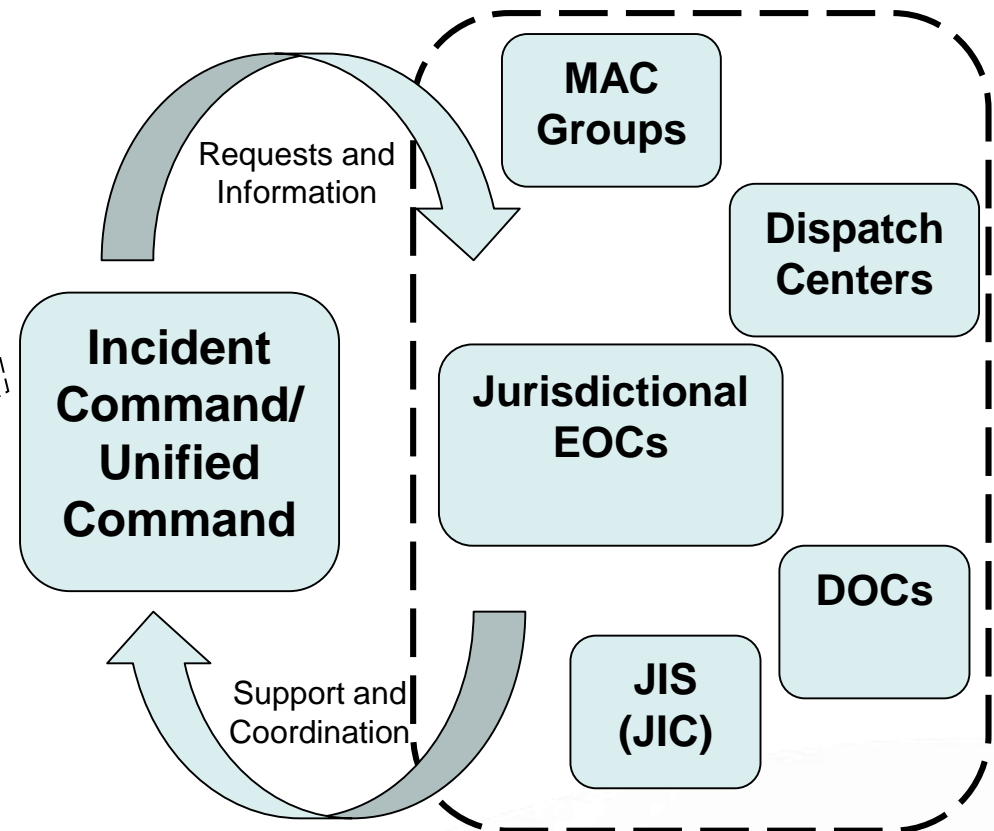 MAC
Groups
Requests and
Information
Dispatch
Centers
Incident
Command/
Unified
Command
Jurisdictional
EOCs
DOCs
Support and
Coordination
JIS
(JIC)